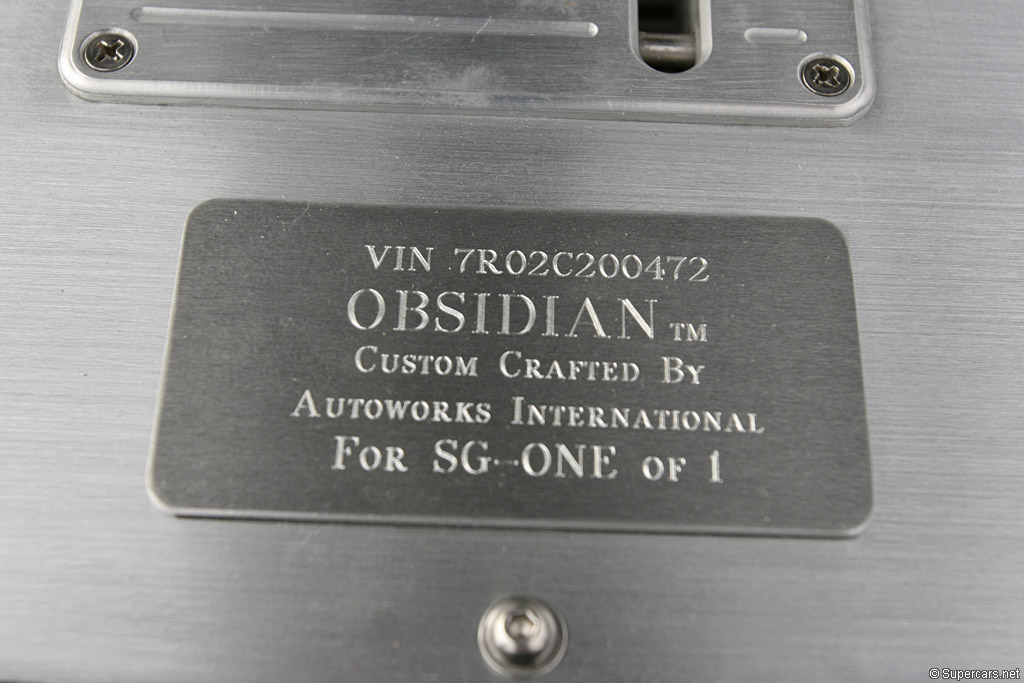 VIN 7R02C200472
OBSIDIAN TM
CUSTOM CRAFTED BY
AUTOWORKS INTERNATIONAL
FOR SG-ONE OF 1
© Supercars.net